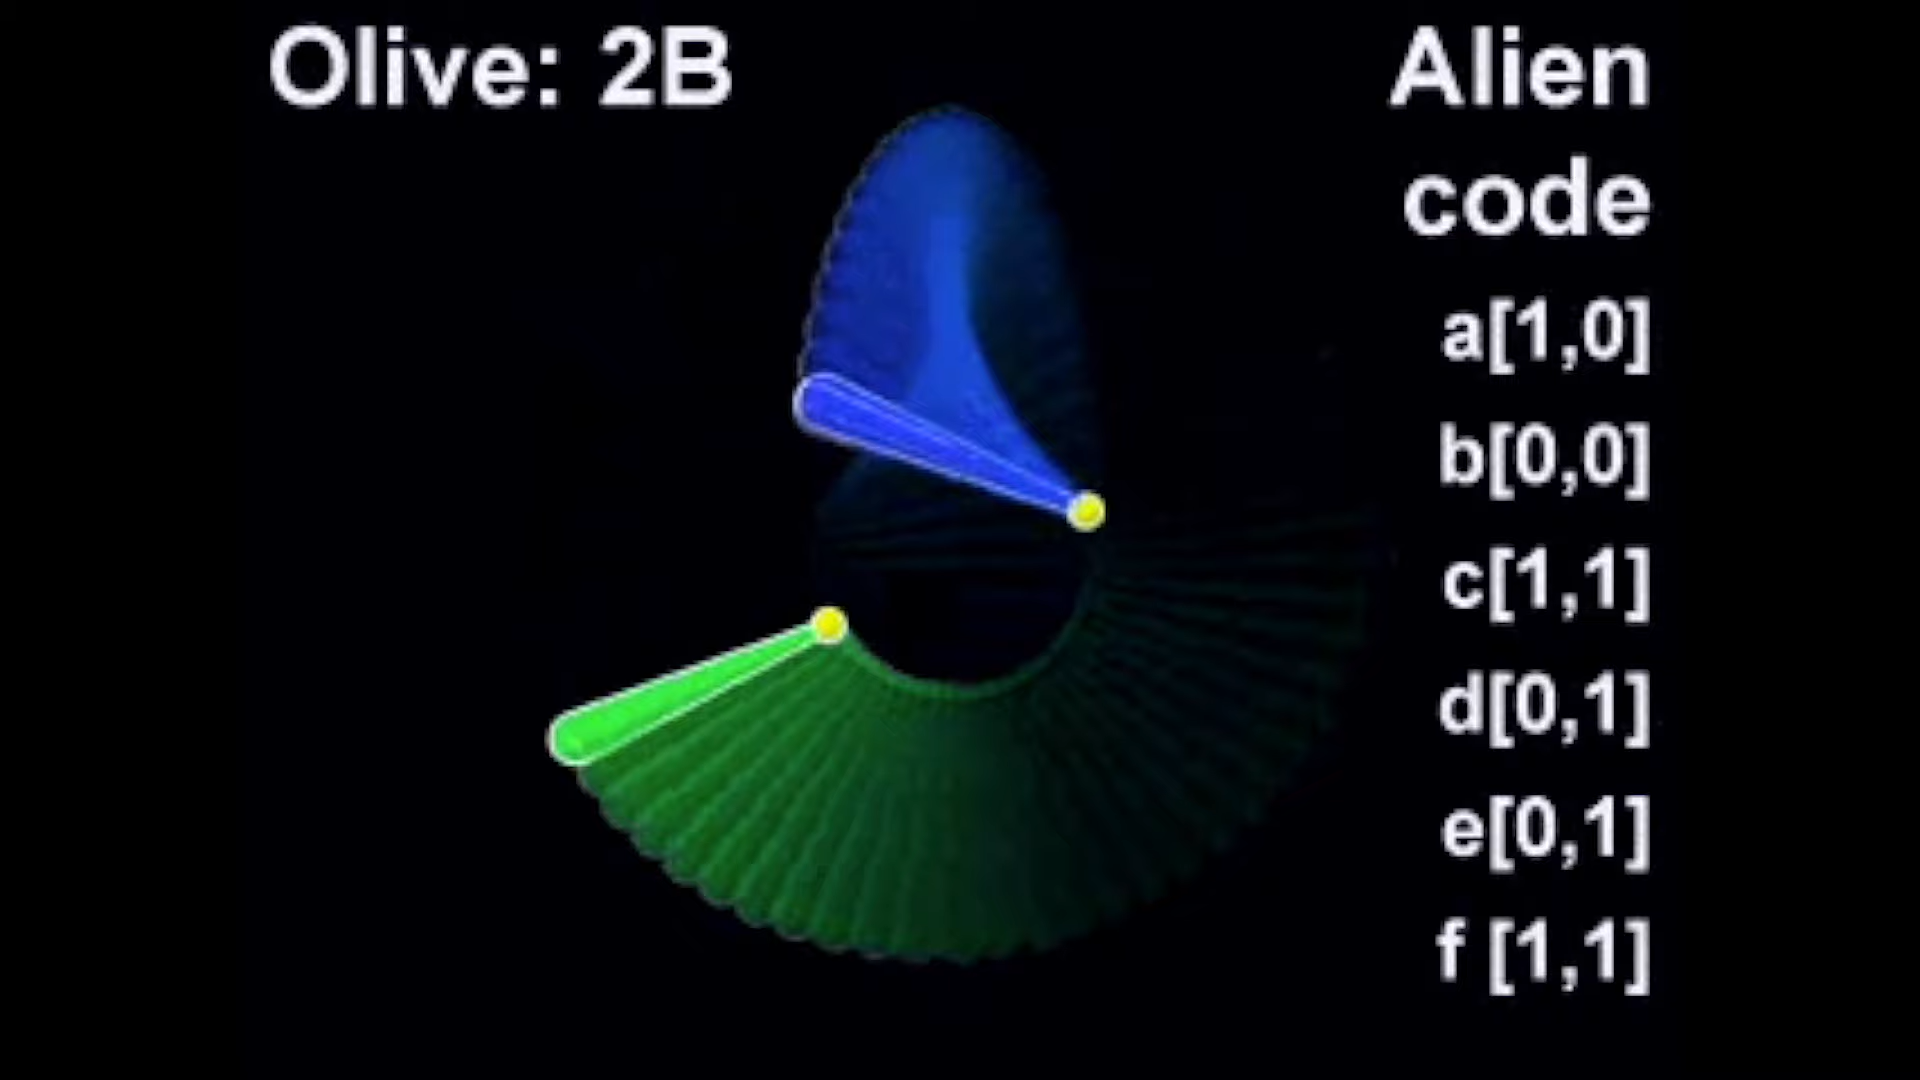 Olive: 2B
Alien
code
a[1,0]
b[0,0]
c[1,1]
d[0,1]
e[0,1]
f [1,1]